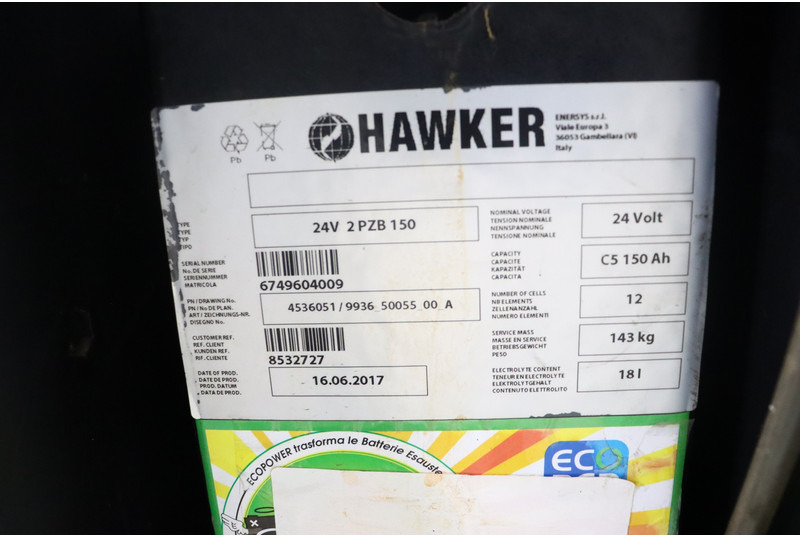 Pb Pb
HAWKER
ENERSYS s.r.l.
Viale Europa 3
36053 Gambellara (VI)
Italy
TYPE
TYPE
TYP
TIPO
24V 2 PZB 150
NOMINAL VOLTAGE
TENSION NOMINALE
NENNSPANNUNG
TENSIONE NOMINALE
24 Volt
SERIAL NUMBER
No. DE SERIE
SERIENNUMMER
MATRICOLA
6749604009
CAPACITY
CAPACITE
KAPAZITÄT
CAPACITA
C5 150 Ah
PN / DRAWING No.
PN / No DE PLAN.
ART / ZEICHNUNGS-NR.
DISEGNO No.
4536051 / 9936_50055_00_A
NUMBER OF CELLS
NB ELEMENTS
ZELLENANZAHL
NUMERO ELEMENTI
12
CUSTOMER REF.
REF. CLIENT
KUNDEN REF.
RIF. CLIENTE
8532727
SERVICE MASS
MASSE EN SERVICE
BETRIEBSGEWICHT
PESO
143 kg
DATE OF PROD.
DATE DE PROD.
PROD. DATUM
DATA DE PROD.
16.06.2017
ELECTROLYTE CONTENT
TENEUR EN ELECTROLYTE
ELEKTROLYTGEHALT
CONTENUTO ELETTROLITO
18 l
ECOPOWER trasforma le Batterie Esauste
ECO